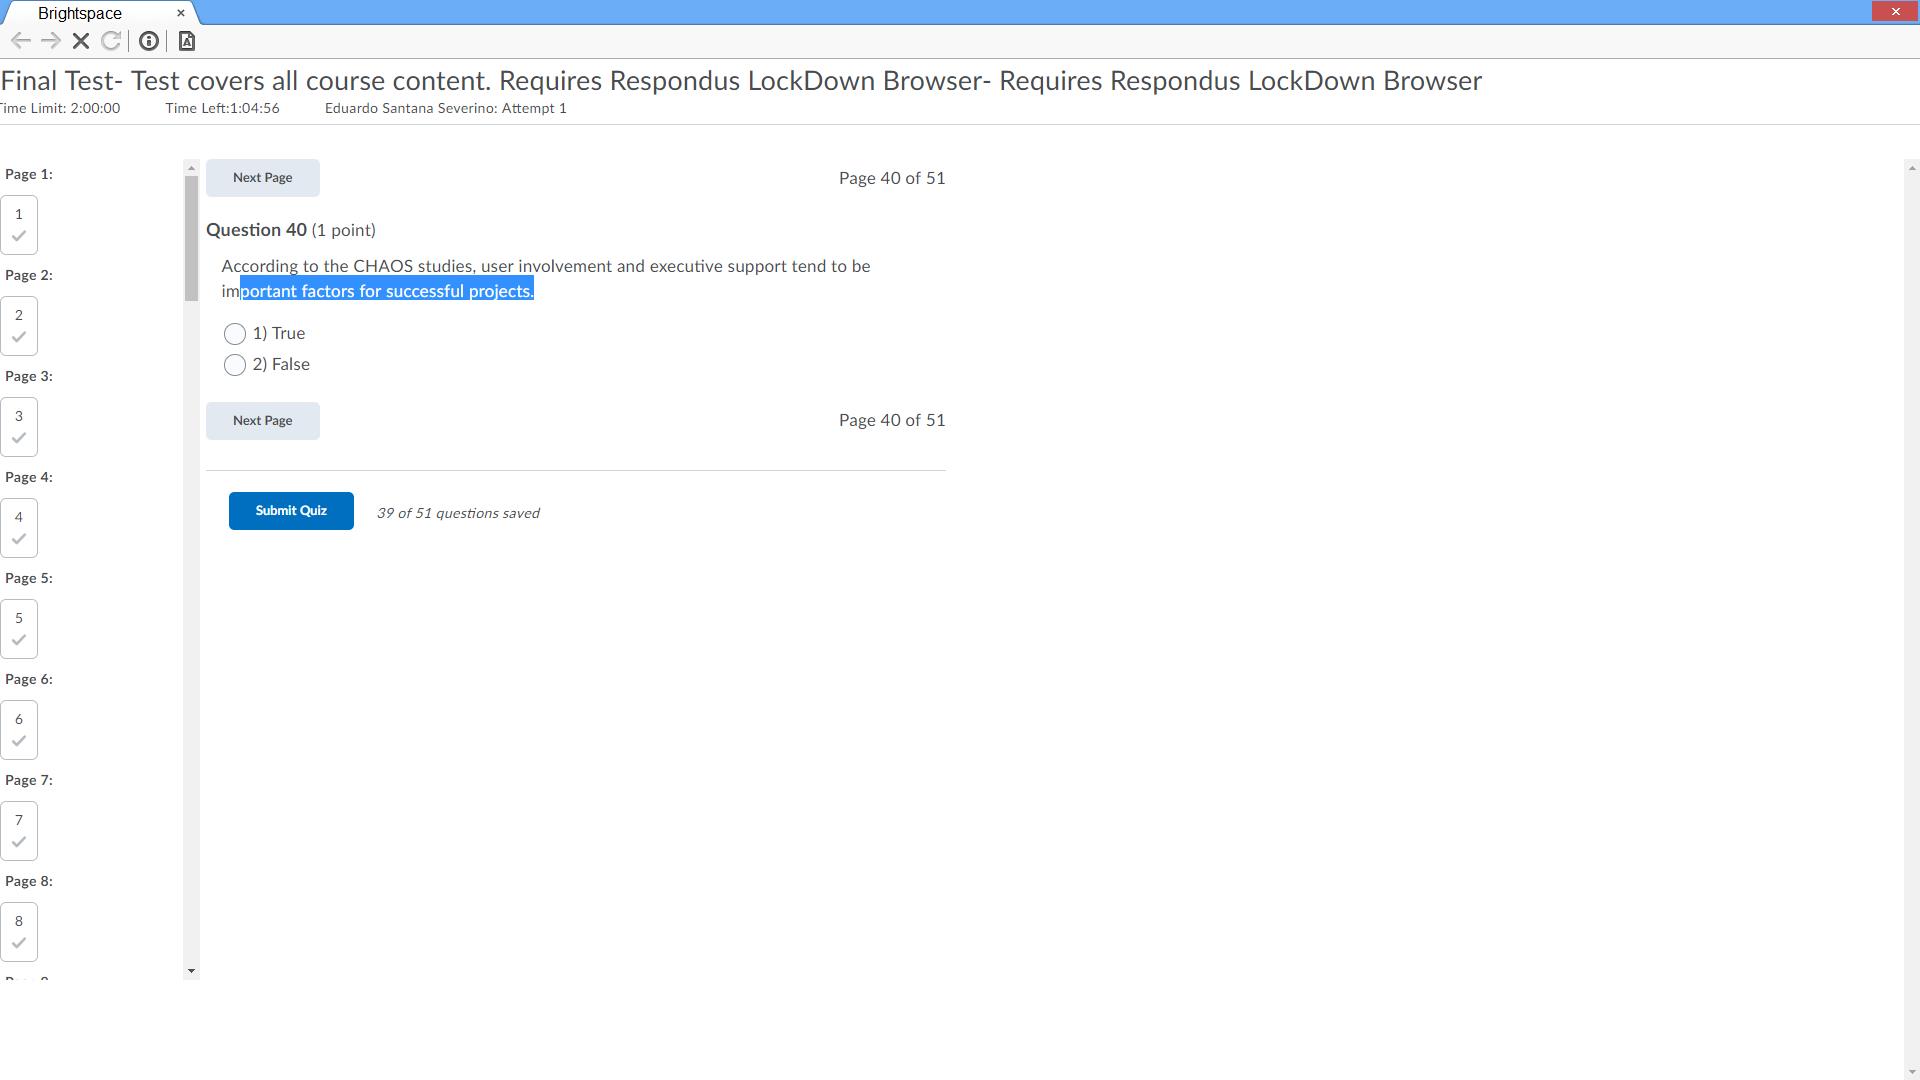 Brightspace
Final Test- Test covers all course content. Requires Respondus LockDown Browser- Requires Respondus LockDown Browser
Time Limit: 2:00:00 Time Left:1:04:56 Eduardo Santana Severino: Attempt 1
Page 1:
1
Page 2:
2
Page 3:
3
Page 4:
4
Page 5:
5
Page 6:
6
Page 7:
7
Page 8:
8
Next Page Page 40 of 51
Question 40 (1 point)
According to the CHAOS studies, user involvement and executive support tend to be
important factors for successful projects.
1) True
2) False
Next Page Page 40 of 51
Submit Quiz 39 of 51 questions saved